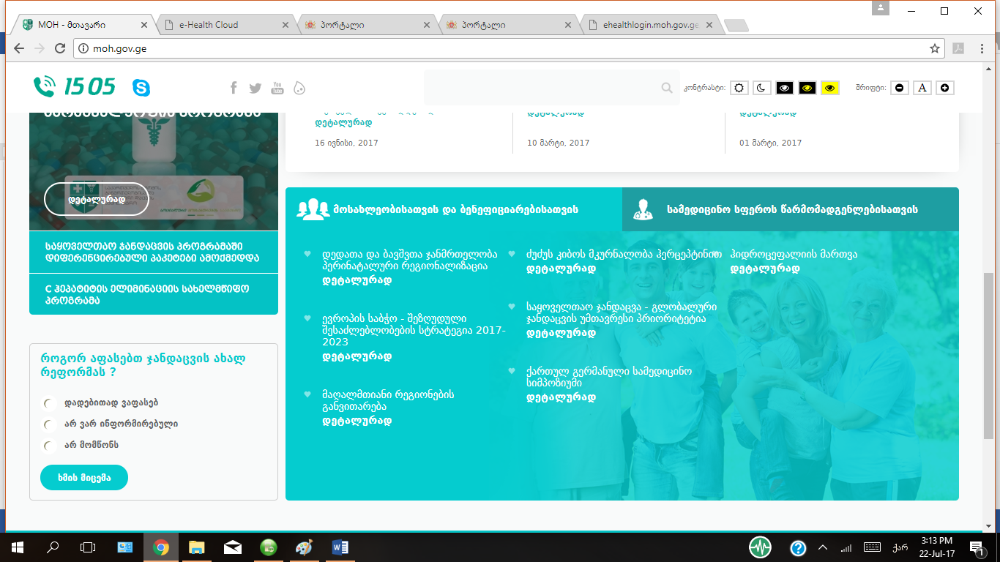 MOH - მთავარი
e-Health Cloud
პორტალი
პორტალი
ehealthlogin.moh.gov.ge
moh.gov.ge
15 05
You Tube
კონტრასტი:
შრიფტი:
A
დეტალურად
დეტალურად
დეტალურად
16 ივნისი, 2017
10 მარტი, 2017
01 მარტი, 2017
დეტალურად
საყოველთაო ჯანდაცვის პროგრამაში
დიფერენცირებული პაკეტები ამოქმედდა
C ჰეპატიტის ელიმინაციის სახელმწიფო
პროგრამა
როგორ აფასებთ ჯანდაცვის ახალ
რეფორმას ?
დადებითად ვაფასებ
არ ვარ ინფორმირებული
არ მომწონს
ხმის მიცემა
მოსახლეობისათვის და ბენეფიციარებისათვის
სამედიცინო სფეროს წარმომადგენლებისათვის
დედათა და ბავშვთა ჯანმრთელობა
პერინატალური რეგიონალიზაცია
დეტალურად
ევროპის საბჭო - შეზღუდული
შესაძლებლობების სტრატეგია 2017-
2023
დეტალურად
მაღალმთიანი რეგიონების
განვითარება
დეტალურად
ძუძუს კიბოს მკურნალობა ჰერცეპტინით
დეტალურად
საყოველთაო ჯანდაცვა - გლობალური
ჯანდაცვის უმთავრესი პრიორიტეტია
დეტალურად
ქართულ გერმანული სამედიცინო
სიმპოზიუმი
დეტალურად
ჰიდროცეფალიის მართვა
დეტალურად
ქარ
3:13 PM
22-Jul-17
1